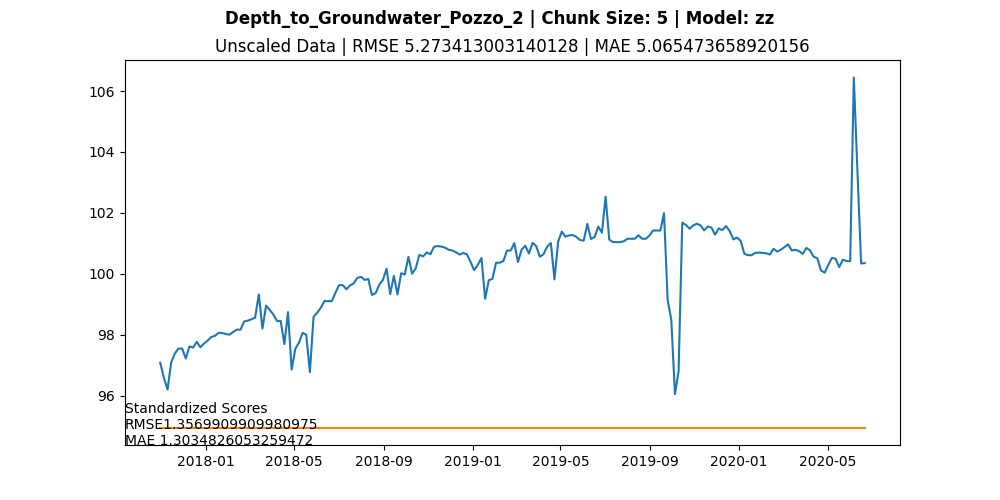 Depth_to_Groundwater_Pozzo_2 | Chunk Size: 5 | Model: zz
Unscaled Data | RMSE 5.273413003140128 | MAE 5.065473658920156
106
104
102
100
98
96
Standardized Scores
RMSE1.3569909909980975
MAE 1.3034826053259472
2018-01 2018-05 2018-09 2019-01 2019-05 2019-09 2020-01 2020-05